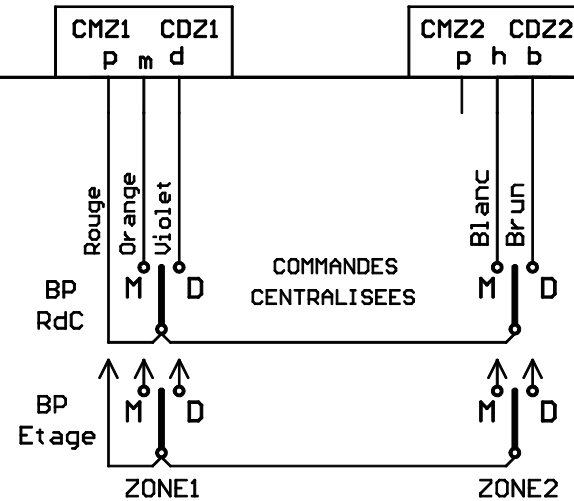 CMZ1 CDZ1
p m d
CMZ2 CDZ2
p h b
Rouge
Orange
Violet
Blanc
Brun
BP
RdC
M D
COMMANDES
CENTRALISEES
M D
BP
Etage
M D
M D
ZONE1
ZONE2